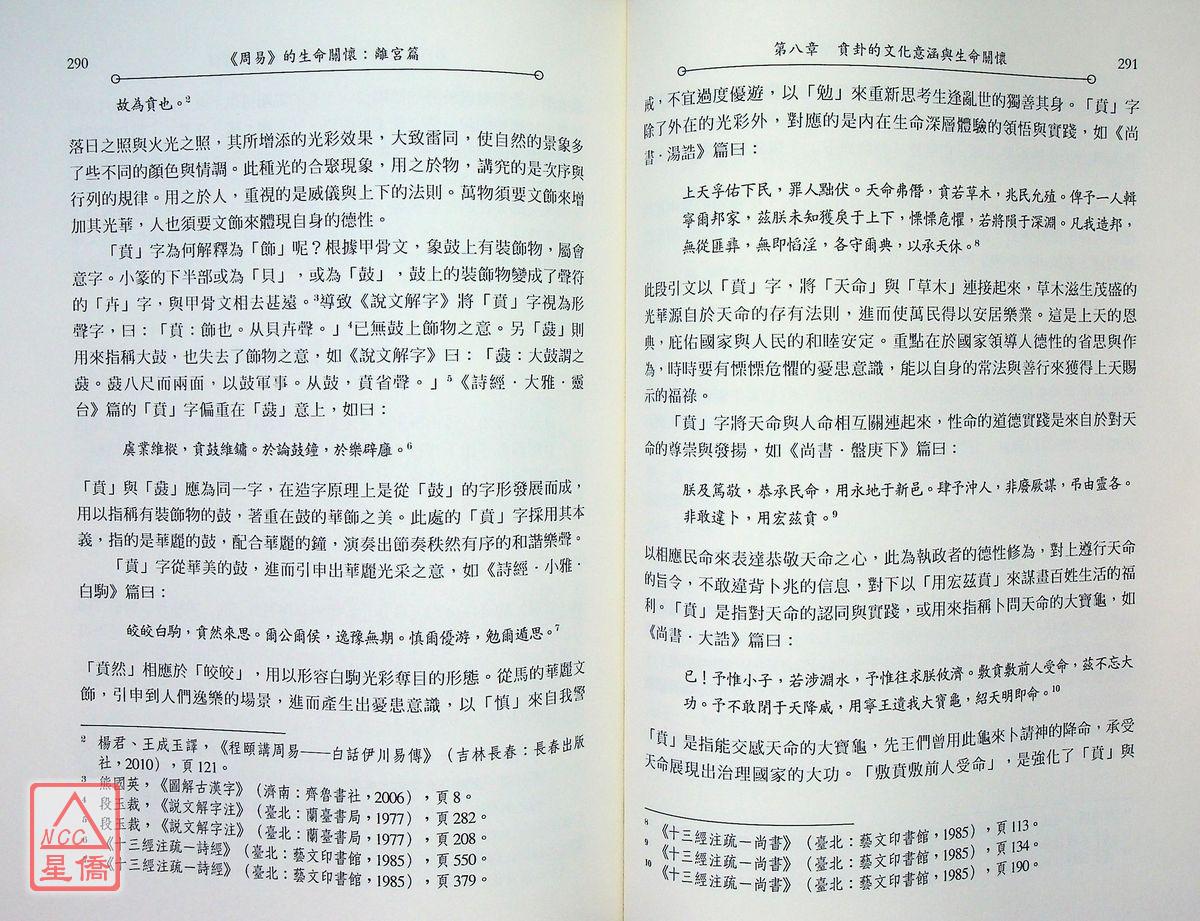 290
《周易》的生命關懷：離宮篇
故為賁也。²
落日之照與火光之照，其所增添的光彩效果，大致雷同，使自然的景象多
了些不同的顏色與情調。此種光的合聚現象，用之於物，講究的是次序與
行列的規律。用之於人，重視的是威儀與上下的法則。萬物須要文飾來增
加其光華，人也須要文飾來體現自身的德性。
「賁」字為何解釋為「飾」呢？根據甲骨文，象鼓上有裝飾物，屬會
意字。小篆的下半部或為「貝」，或為「鼓」，鼓上的裝飾物變成了聲符
的「卉」字，與甲骨文相去甚遠。³導致《說文解字》將「賁」字視為形
聲字，曰：「賁：飾也。从貝卉聲。」⁴已無鼓上飾物之意。另「鼖」則
用來指稱大鼓，也失去了飾物之意，如《說文解字》曰：「鼖：大鼓謂之
鼖。鼖八尺而兩面，以鼓軍事。从鼓，賁省聲。」⁵《詩經．大雅．靈
台》篇的「賁」字偏重在「鼖」意上，如曰：
虡業維樅，賁鼓維鏞。於論鼓鐘，於樂辟廱。⁶
「賁」與「鼖」應為同一字，在造字原理上是從「鼓」的字形發展而成，
用以指稱有裝飾物的鼓，著重在鼓的華飾之美。此處的「賁」字採用其本
義，指的是華麗的鼓，配合華麗的鐘，演奏出節奏秩然有序的和諧樂聲。
「賁」字從華美的鼓，進而引申出華麗光采之意，如《詩經．小雅．
白駒》篇曰：
皎皎白駒，賁然來思。爾公爾侯，逸豫無期。慎爾優游，勉爾遁思。⁷
「賁然」相應於「皎皎」，用以形容白駒光彩奪目的形態。從馬的華麗文
飾，引申到人們逸樂的場景，進而產生出憂患意識，以「慎」來自我警
² 楊君、王成玉譯，《程頤講周易——白話伊川易傳》（吉林長春：長春出版
社，2010），頁121。
³ 熊國英，《圖解古漢字》（濟南：齊魯書社，2006），頁8。
⁴ 段玉裁，《說文解字注》（臺北：蘭臺書局，1977），頁282。
⁵ 段玉裁，《說文解字注》（臺北：蘭臺書局，1977），頁208。
⁶ 《十三經注疏—詩經》（臺北：藝文印書館，1985），頁550。
《十三經注疏—詩經》（臺北：藝文印書館，1985），頁379。
NCC
星僑
第八章　賁卦的文化意涵與生命關懷
291
戒，不宜過度優遊，以「勉」來重新思考生逢亂世的獨善其身。「賁」字
除了外在的光彩外，對應的是內在生命深層體驗的領悟與實踐，如《尚
書．湯誥》篇曰：
上天孚佑下民，罪人黜伏。天命弗僭，賁若草木，兆民允殖。俾予一人輯
寧爾邦家，茲朕未知獲戾于上下，慄慄危懼，若將隕于深淵。凡我造邦，
無從匪彝，無即慆淫，各守爾典，以承天休。⁸
此段引文以「賁」字，將「天命」與「草木」連接起來，草木滋生茂盛的
光華源自於天命的存有法則，進而使萬民得以安居樂業。這是上天的恩
典，庇佑國家與人民的和睦安定。重點在於國家領導人德性的省思與作
為，時時要有慄慄危懼的憂患意識，能以自身的常法與善行來獲得上天賜
示的福祿。
「賁」字將天命與人命相互關連起來，性命的道德實踐是來自於對天
命的尊崇與發揚，如《尚書．盤庚下》篇曰：
朕及篤敬，恭承民命，用永地于新邑。肆予沖人，非廢厥謀，弔由靈各。
非敢違卜，用宏茲賁。⁹
以相應民命來表達恭敬天命之心，此為執政者的德性修為，對上遵行天命
的旨令，不敢違背卜兆的信息，對下以「用宏茲賁」來謀畫百姓生活的福
利。「賁」是指對天命的認同與實踐，或用來指稱卜問天命的大寶龜，如
《尚書．大誥》篇曰：
已！予惟小子，若涉淵水，予惟往求朕攸濟。敷賁敷前人受命，茲不忘大
功。予不敢閉于天降威，用寧王遺我大寶龜，紹天明即命。¹⁰
「賁」是指能交感天命的大寶龜，先王們曾用此龜來卜請神的降命，承受
天命展現出治理國家的大功。「敷賁敷前人受命」，是強化了「賁」與
⁸ 《十三經注疏—尚書》（臺北：藝文印書館，1985），頁113。
⁹ 《十三經注疏—尚書》（臺北：藝文印書館，1985），頁134。
¹⁰ 《十三經注疏—尚書》（臺北：藝文印書館，1985），頁190。